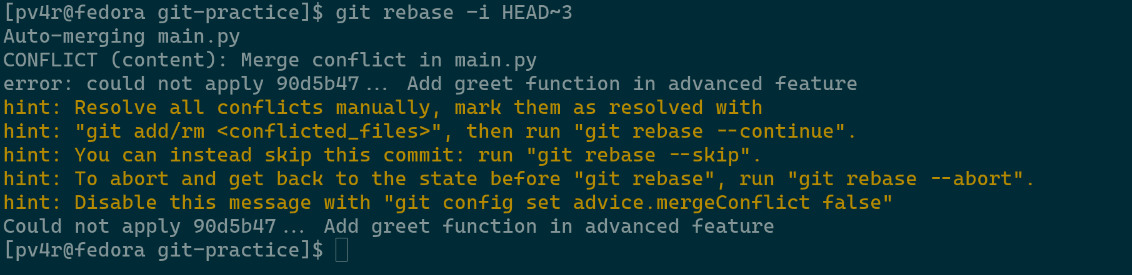 [pv4r@fedora git-practice]$ git rebase -i HEAD~3
Auto-merging main.py
CONFLICT (content): Merge conflict in main.py
error: could not apply 90d5b47... Add greet function in advanced feature
hint: Resolve all conflicts manually, mark them as resolved with
hint: "git add/rm <conflicted_files>", then run "git rebase --continue".
hint: You can instead skip this commit: run "git rebase --skip".
hint: To abort and get back to the state before "git rebase", run "git rebase --abort".
hint: Disable this message with "git config set advice.mergeConflict false"
Could not apply 90d5b47... Add greet function in advanced feature
[pv4r@fedora git-practice]$